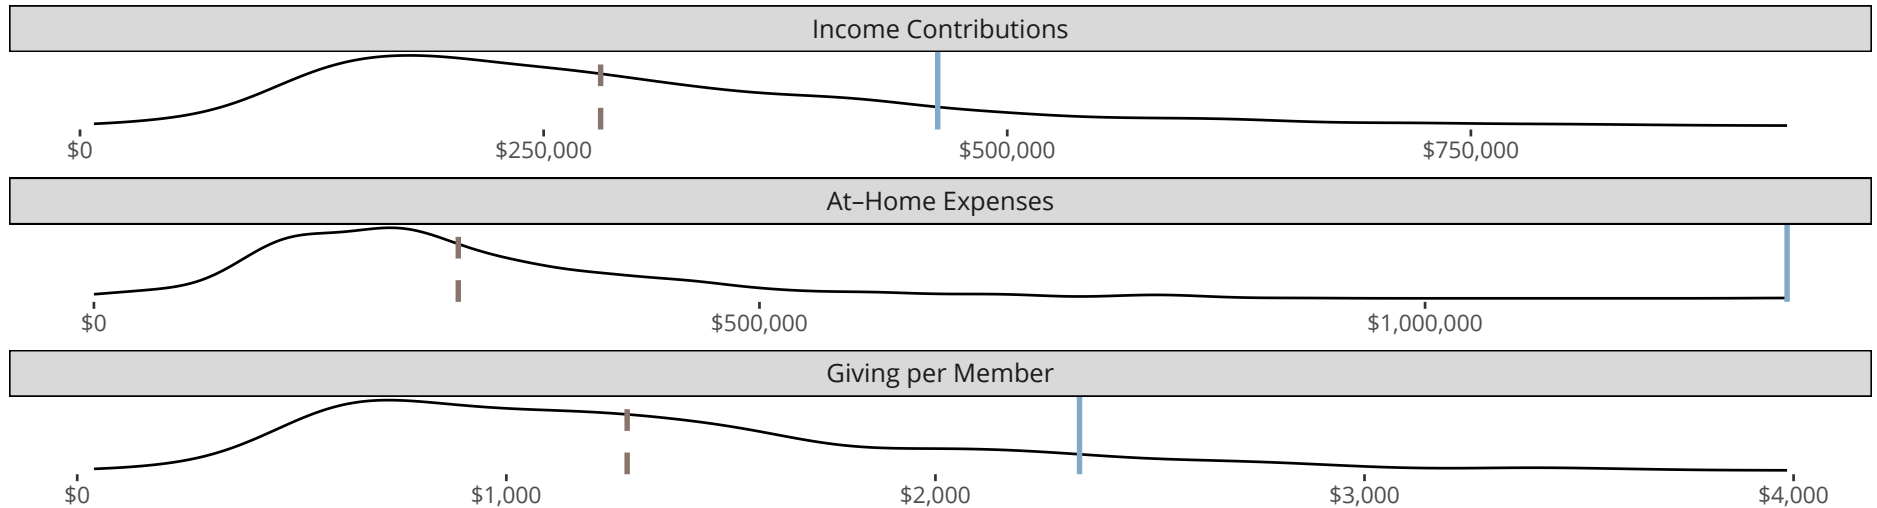 Income Contributions
$0 $250,000 $500,000 $750,000
At–Home Expenses
$0 $500,000 $1,000,000
Giving per Member
$0 $1,000 $2,000 $3,000 $4,000